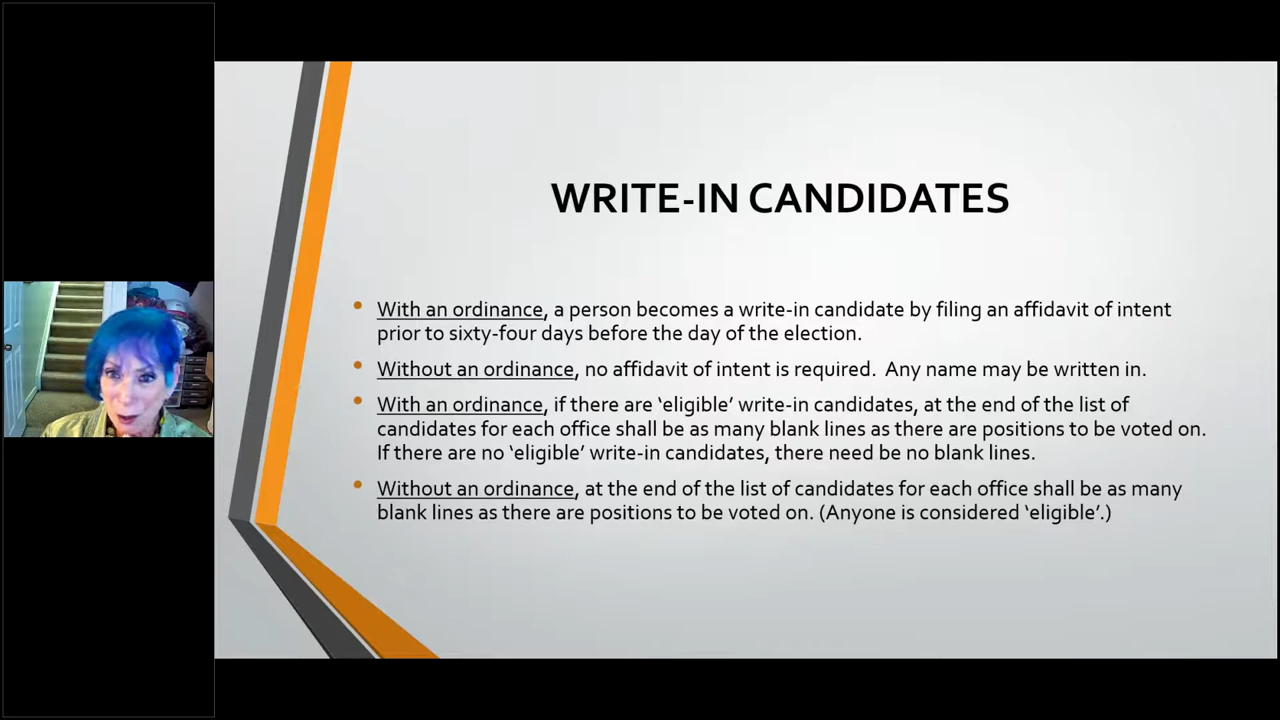 WRITE-IN CANDIDATES
With an ordinance, a person becomes a write-in candidate by filing an affidavit of intent
prior to sixty-four days before the day of the election.
Without an ordinance, no affidavit of intent is required.  Any name may be written in.
With an ordinance, if there are ‘eligible’ write-in candidates, at the end of the list of
candidates for each office shall be as many blank lines as there are positions to be voted on.
If there are no ‘eligible’ write-in candidates, there need be no blank lines.
Without an ordinance, at the end of the list of candidates for each office shall be as many
blank lines as there are positions to be voted on. (Anyone is considered ‘eligible’.)